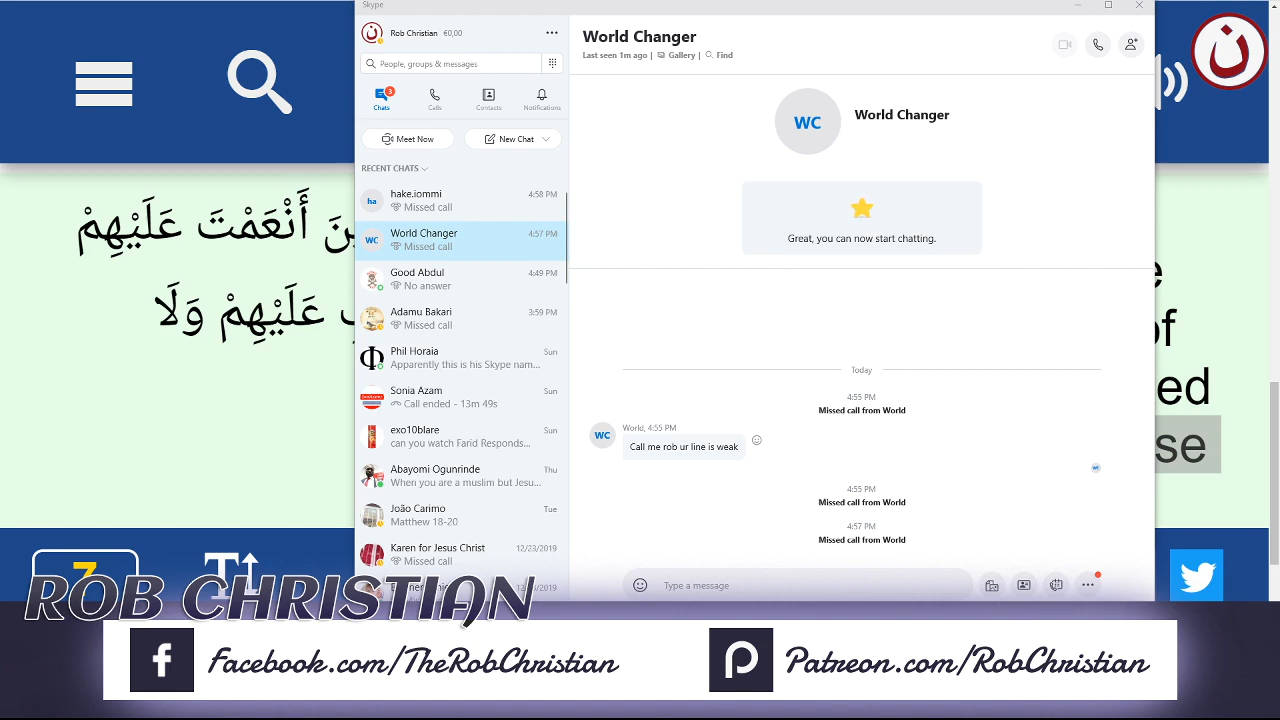 Skype
Rob Christian €0,00
People, groups & messages
3
Chats
Calls
Contacts
Notifications
Meet Now
New Chat
RECENT CHATS
ha
hake.iommi 4:58 PM
Missed call
WC
World Changer 4:57 PM
Missed call
Good Abdul 4:49 PM
No answer
Adamu Bakari 3:59 PM
Missed call
Phil Horaia Sun
Apparently this is his Skype nam...
Sonia Azam Sun
Call ended - 13m 49s
exo10blare Sun
can you watch Farid Responds...
Abayomi Ogunrinde Thu
When you are a muslim but Jesu...
João Carimo Tue
Matthew 18-20
Karen for Jesus Christ 12/23/2019
Missed call
World Changer
Last seen 1m ago | Gallery | Find
WC
World Changer
Great, you can now start chatting.
Today
4:55 PM
Missed call from World
World, 4:55 PM
WC
Call me rob ur line is weak
4:55 PM
Missed call from World
4:57 PM
Missed call from World
Type a message
ن
أَنْعَمْتَ عَلَيْهِمْ
عَلَيْهِمْ وَلَا
of
ed
se
ROB CHRISTIAN
Facebook.com/TheRobChristian
Patreon.com/RobChristian